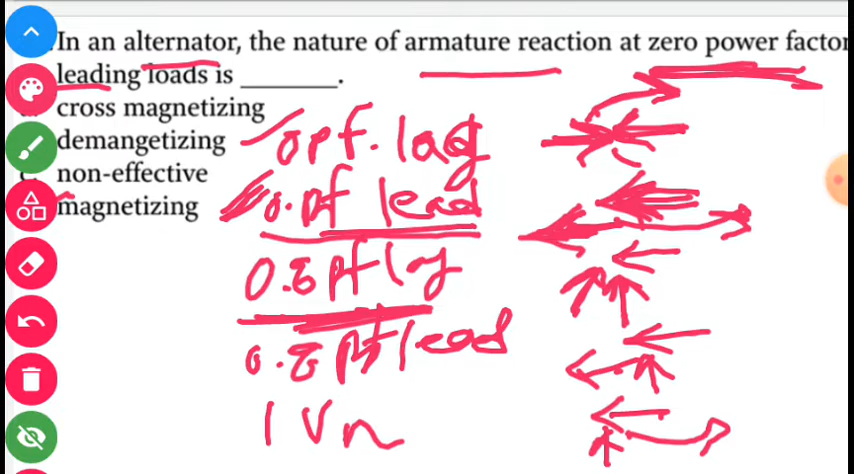 In an alternator, the nature of armature reaction at zero power factor
leading loads is ________.
cross magnetizing
demangetizing 0 pf. lag
c. non-effective
magnetizing 0.pf lead
0.8 pf lag
0.8 pf lead
1